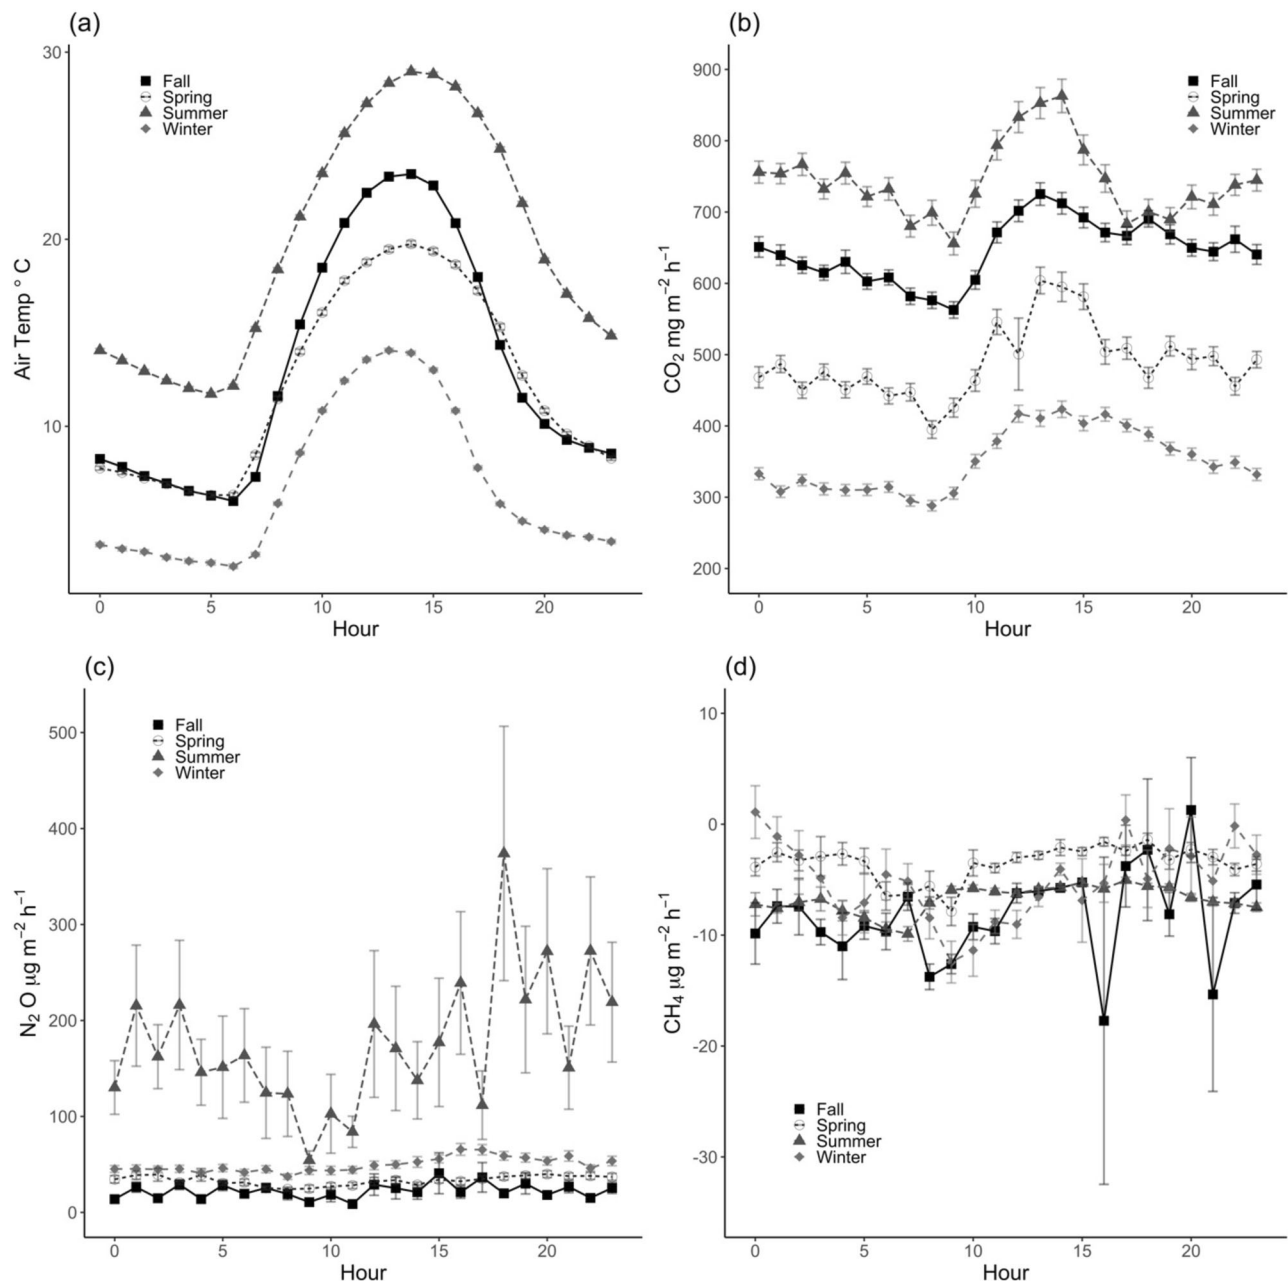 (a)
30
20
10
Air Temp ° C
Fall
Spring
Summer
Winter
0 5 10 15 20
Hour
(b)
900
800
700
600
500
400
300
200
CO₂ mg m⁻² h⁻¹
Fall
Spring
Summer
Winter
0 5 10 15 20
Hour
(c)
500
400
300
200
100
0
N₂ O µg m⁻² h⁻¹
Fall
Spring
Summer
Winter
0 5 10 15 20
Hour
(d)
10
0
-10
-20
-30
CH₄ µg m⁻² h⁻¹
Fall
Spring
Summer
Winter
0 5 10 15 20
Hour